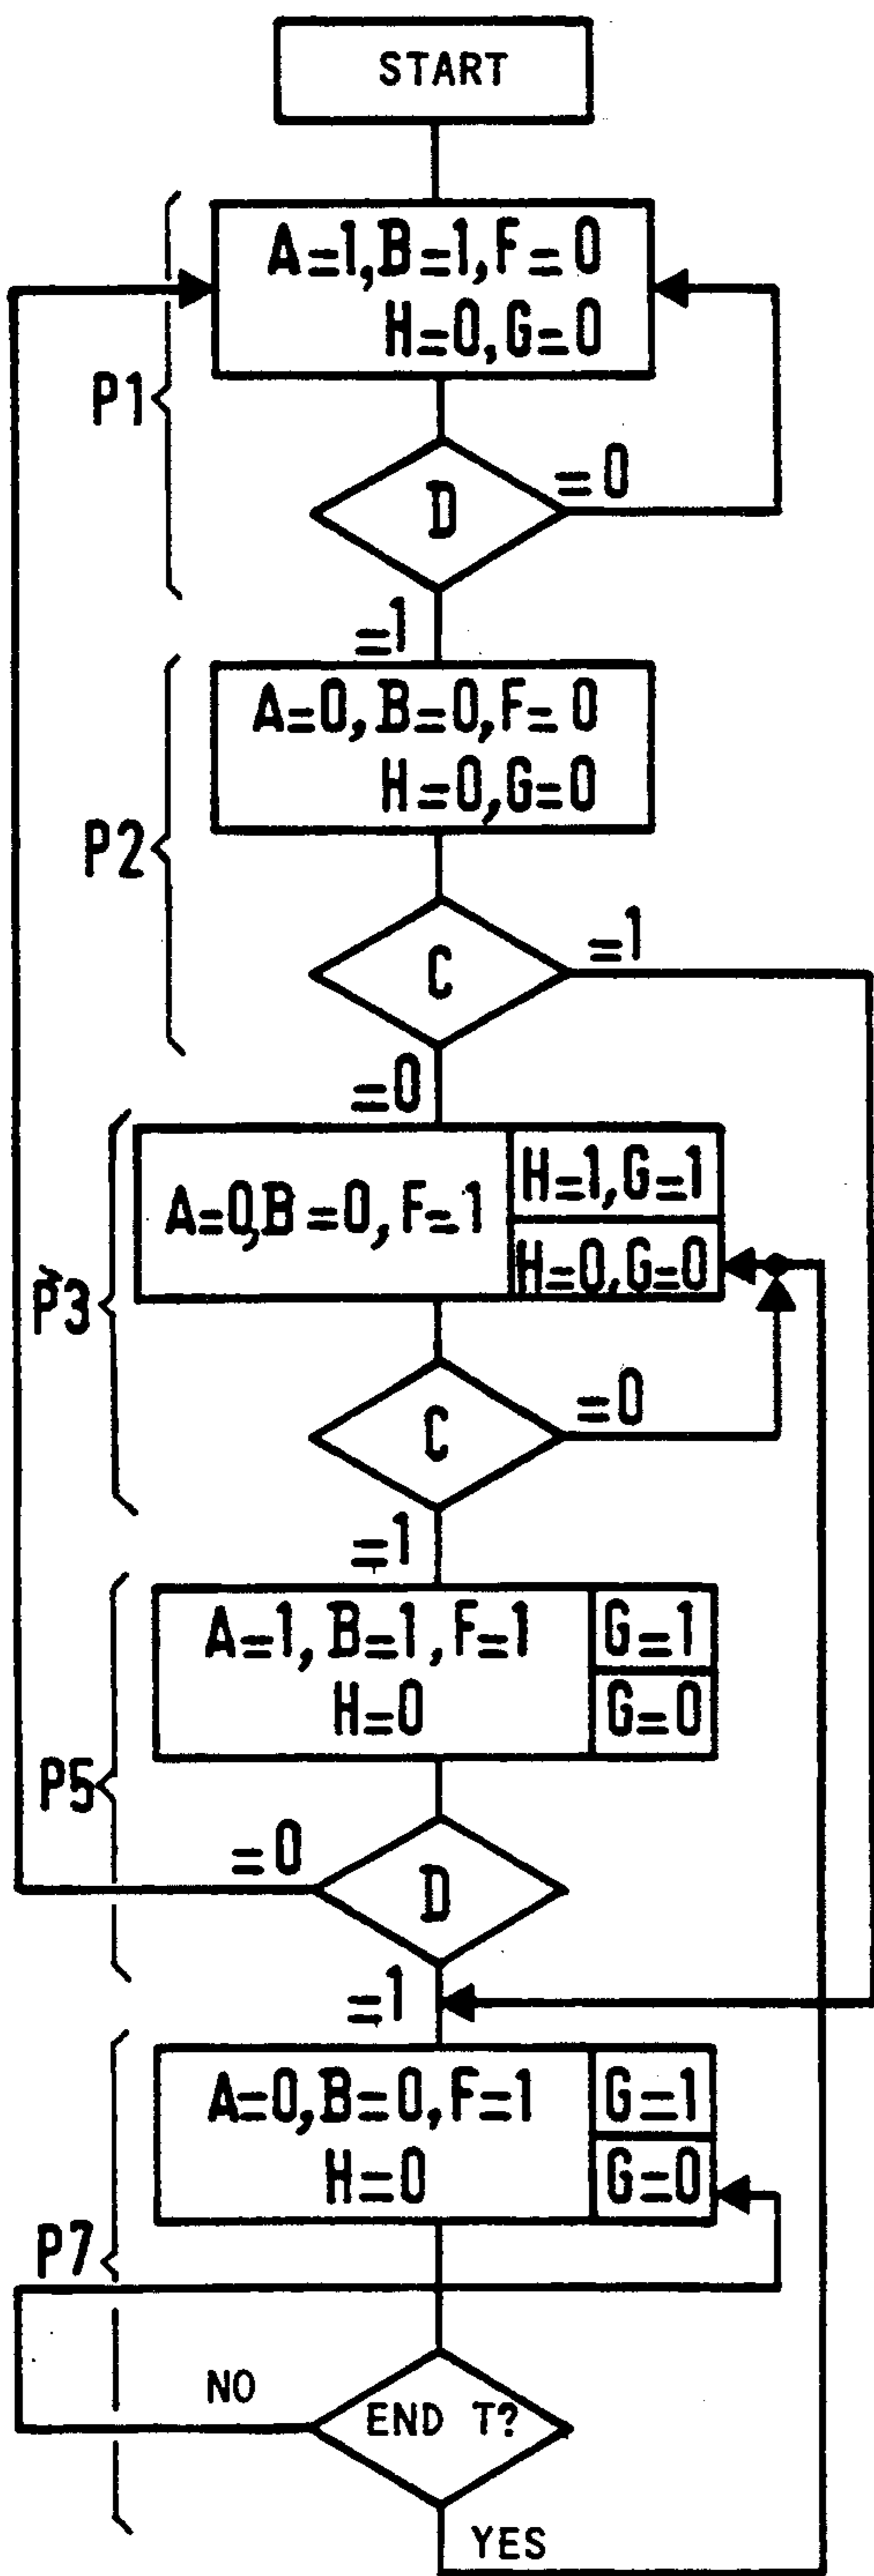 START
A=1,B=1,F=0
H=0,G=0
P1
D
=0
=1
A=0,B=0,F=0
H=0,G=0
P2
C
=1
=0
A=0,B=0,F=1
H=1,G=1
H=0,G=0
P3
C
=0
=1
A=1,B=1,F=1
H=0
G=1
G=0
P5
=0
D
=1
A=0,B=0,F=1
H=0
G=1
G=0
P7
NO
END T?
YES